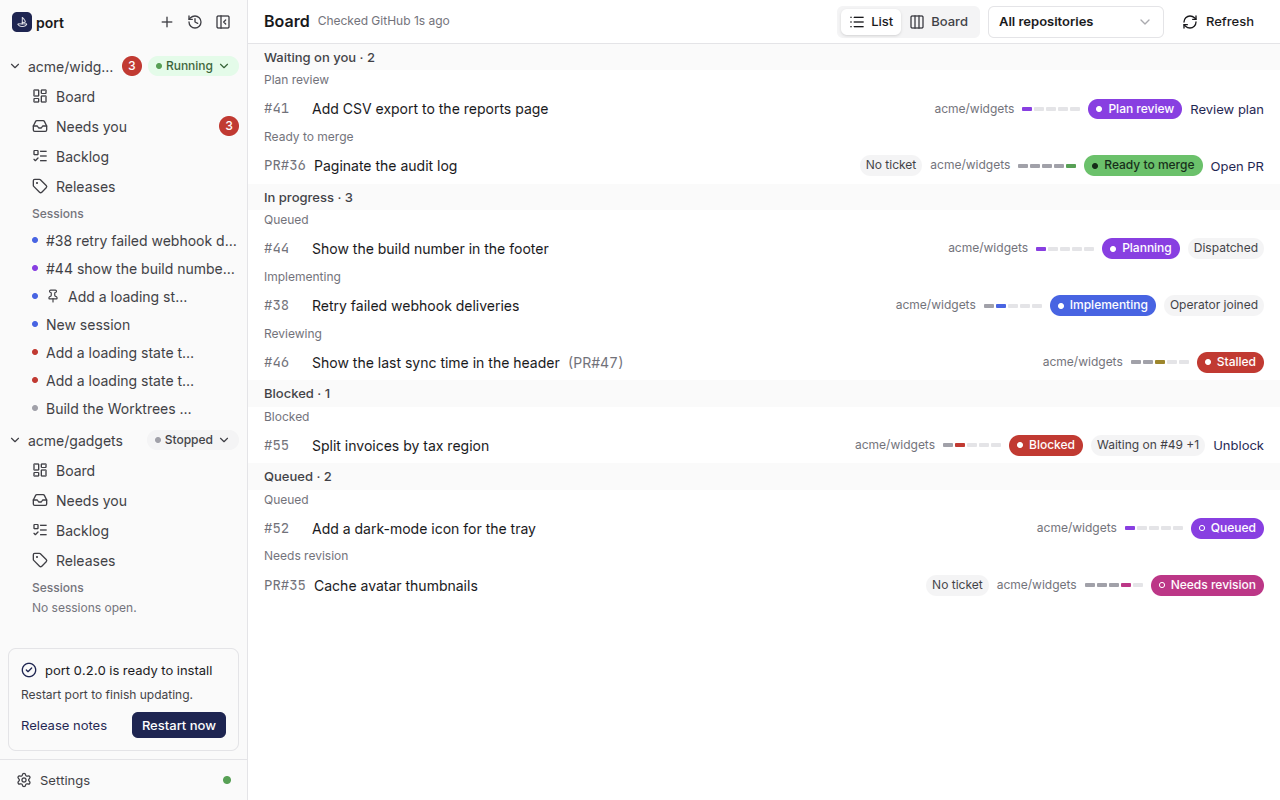 port
acme/widg... 3 Running
Board
Needs you 3
Backlog
Releases
Sessions
#38 retry failed webhook d...
#44 show the build numbe...
Add a loading st...
New session
Add a loading state t...
Add a loading state t...
Build the Worktrees ...
acme/gadgets Stopped
Board
Needs you
Backlog
Releases
Sessions
No sessions open.
port 0.2.0 is ready to install
Restart port to finish updating.
Release notes Restart now
Settings
Board Checked GitHub 1s ago List Board All repositories Refresh
Waiting on you · 2
Plan review
#41 Add CSV export to the reports page acme/widgets Plan review Review plan
Ready to merge
PR#36 Paginate the audit log No ticket acme/widgets Ready to merge Open PR
In progress · 3
Queued
#44 Show the build number in the footer acme/widgets Planning Dispatched
Implementing
#38 Retry failed webhook deliveries acme/widgets Implementing Operator joined
Reviewing
#46 Show the last sync time in the header (PR#47) acme/widgets Stalled
Blocked · 1
Blocked
#55 Split invoices by tax region acme/widgets Blocked Waiting on #49 +1 Unblock
Queued · 2
Queued
#52 Add a dark-mode icon for the tray acme/widgets Queued
Needs revision
PR#35 Cache avatar thumbnails No ticket acme/widgets Needs revision